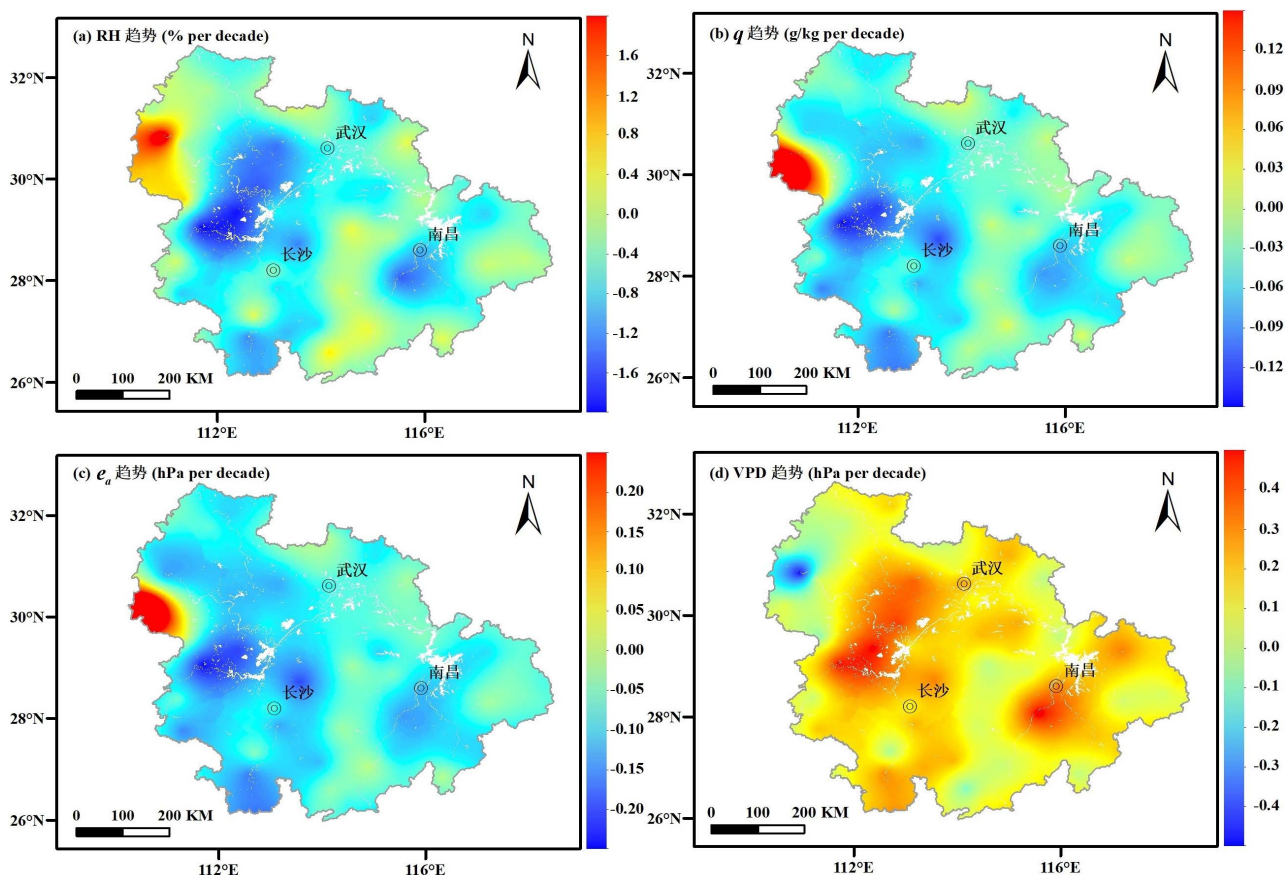 (a) RH 趋势 (% per decade)
N
32°N
30°N
28°N
26°N
武汉
长沙
南昌
0 100 200 KM
112°E 116°E
1.6
1.2
0.8
0.4
0.0
-0.4
-0.8
-1.2
-1.6
(b) q 趋势 (g/kg per decade)
N
32°N
30°N
28°N
26°N
武汉
长沙
南昌
0 100 200 KM
112°E 116°E
0.12
0.09
0.06
0.03
0.00
-0.03
-0.06
-0.09
-0.12
(c) ea 趋势 (hPa per decade)
N
32°N
30°N
28°N
26°N
武汉
长沙
南昌
0 100 200 KM
112°E 116°E
0.20
0.15
0.10
0.05
0.00
-0.05
-0.10
-0.15
-0.20
(d) VPD 趋势 (hPa per decade)
N
32°N
30°N
28°N
26°N
武汉
长沙
南昌
0 100 200 KM
112°E 116°E
0.4
0.3
0.2
0.1
0.0
-0.1
-0.2
-0.3
-0.4